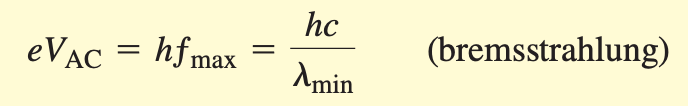 eV_AC = hf_max = hc/λ_min (bremsstrahlung)